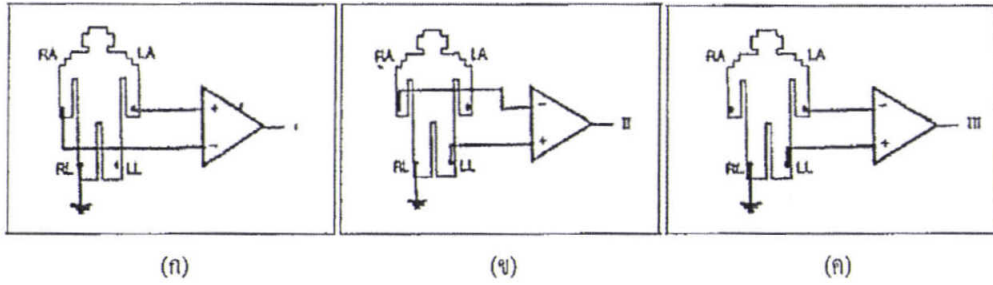 RA LA + - I RL LL
RA LA - + II RL LL
RA LA - + III RL LL
(ก) (ข) (ค)